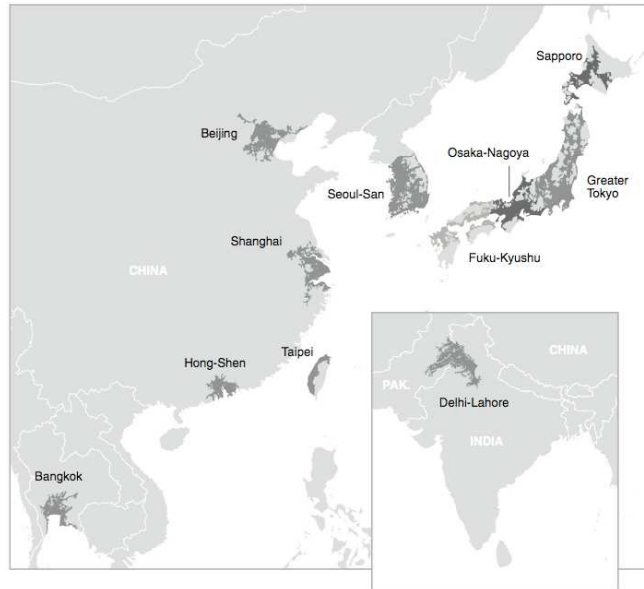 Sapporo
Beijing
Osaka-Nagoya
Seoul-San
Greater
Tokyo
Shanghai
Fuku-Kyushu
CHINA
Taipei
Hong-Shen
CHINA
PAK.
Delhi-Lahore
INDIA
Bangkok